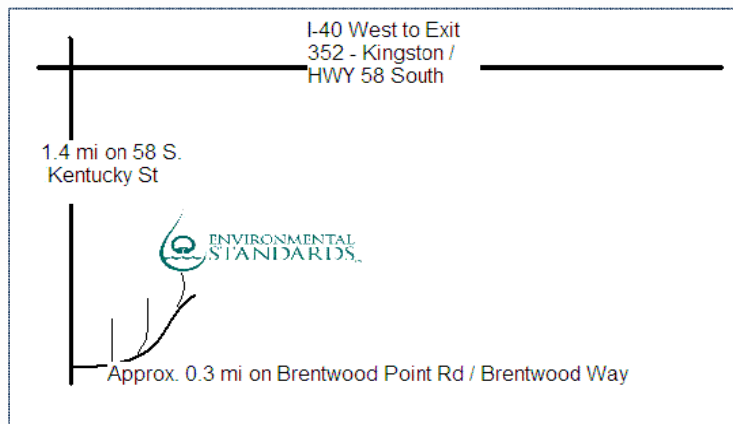 I-40 West to Exit
352 - Kingston /
HWY 58 South
1.4 mi on 58 S.
Kentucky St
ENVIRONMENTAL
STANDARDS
Approx. 0.3 mi on Brentwood Point Rd / Brentwood Way